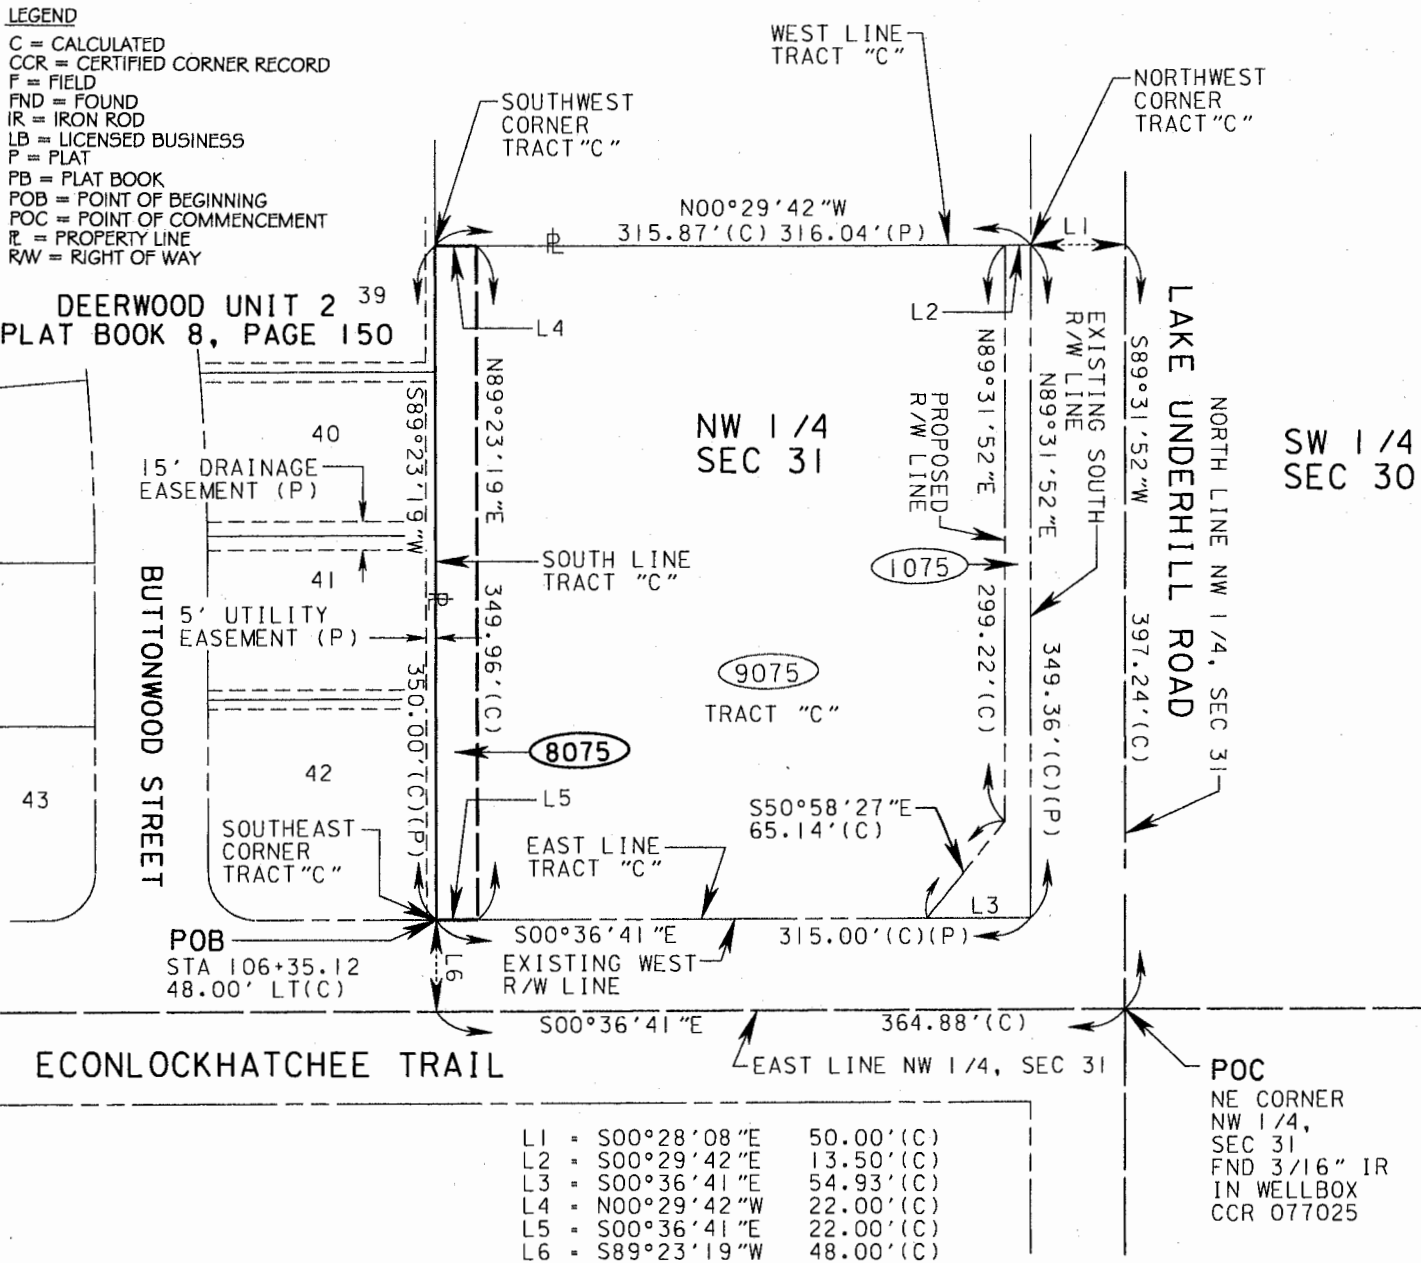 LEGEND
C = CALCULATED
CCR = CERTIFIED CORNER RECORD
F = FIELD
FND = FOUND
IR = IRON ROD
LB = LICENSED BUSINESS
P = PLAT
PB = PLAT BOOK
POB = POINT OF BEGINNING
POC = POINT OF COMMENCEMENT
PL = PROPERTY LINE
R/W = RIGHT OF WAY
WEST LINE
TRACT "C"
SOUTHWEST
CORNER
TRACT "C"
NORTHWEST
CORNER
TRACT "C"
N00°29'42"W
315.87'(C) 316.04'(P)
PL
L1
DEERWOOD UNIT 2
PLAT BOOK 8, PAGE 150
39
L4
L2
S89°23'19"W
350.00'(C)(P)
N89°23'19"E
349.96'(C)
NW 1/4
SEC 31
PROPOSED
R/W LINE
N89°31'52"E
299.22'(C)
EXISTING SOUTH
R/W LINE
N89°31'52"E
349.36'(C)(P)
S89°31'52"W
397.24'(C)
LAKE UNDERHILL ROAD
NORTH LINE NW 1/4, SEC 31
SW 1/4
SEC 30
40
15' DRAINAGE
EASEMENT (P)
41
5' UTILITY
EASEMENT (P)
PL
SOUTH LINE
TRACT "C"
1075
9075
TRACT "C"
8075
BUTTONWOOD STREET
42
43
L5
SOUTHEAST
CORNER
TRACT "C"
EAST LINE
TRACT "C"
S50°58'27"E
65.14'(C)
L3
POB
STA 106+35.12
48.00' LT(C)
L6
S00°36'41"E
315.00'(C)(P)
EXISTING WEST
R/W LINE
S00°36'41"E
364.88'(C)
ECONLOCKHATCHEE TRAIL
EAST LINE NW 1/4, SEC 31
POC
NE CORNER
NW 1/4,
SEC 31
FND 3/16" IR
IN WELLBOX
CCR 077025
L1 = S00°28'08"E 50.00'(C)
L2 = S00°29'42"E 13.50'(C)
L3 = S00°36'41"E 54.93'(C)
L4 = N00°29'42"W 22.00'(C)
L5 = S00°36'41"E 22.00'(C)
L6 = S89°23'19"W 48.00'(C)